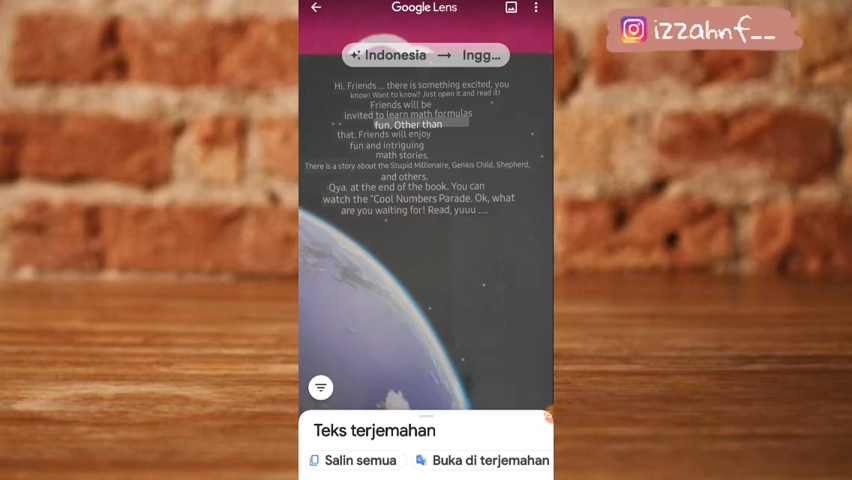 Google Lens
izzahnf__
Indonesia → Ingg...
Hi. Friends ... there is something excited, you
know! Want to know? Just open it and read it!
Friends will be
invited to learn math formulas
fun. Other than
that. Friends will enjoy
fun and intriguing
math stories.
There is a story about the Stupid Millionaire, Genius Child, Shepherd,
and others.
Qya. at the end of the book. You can
watch the "Cool Numbers Parade. Ok, what
are you waiting for! Read, yuuu ....
Teks terjemahan
Salin semua
Buka di terjemahan